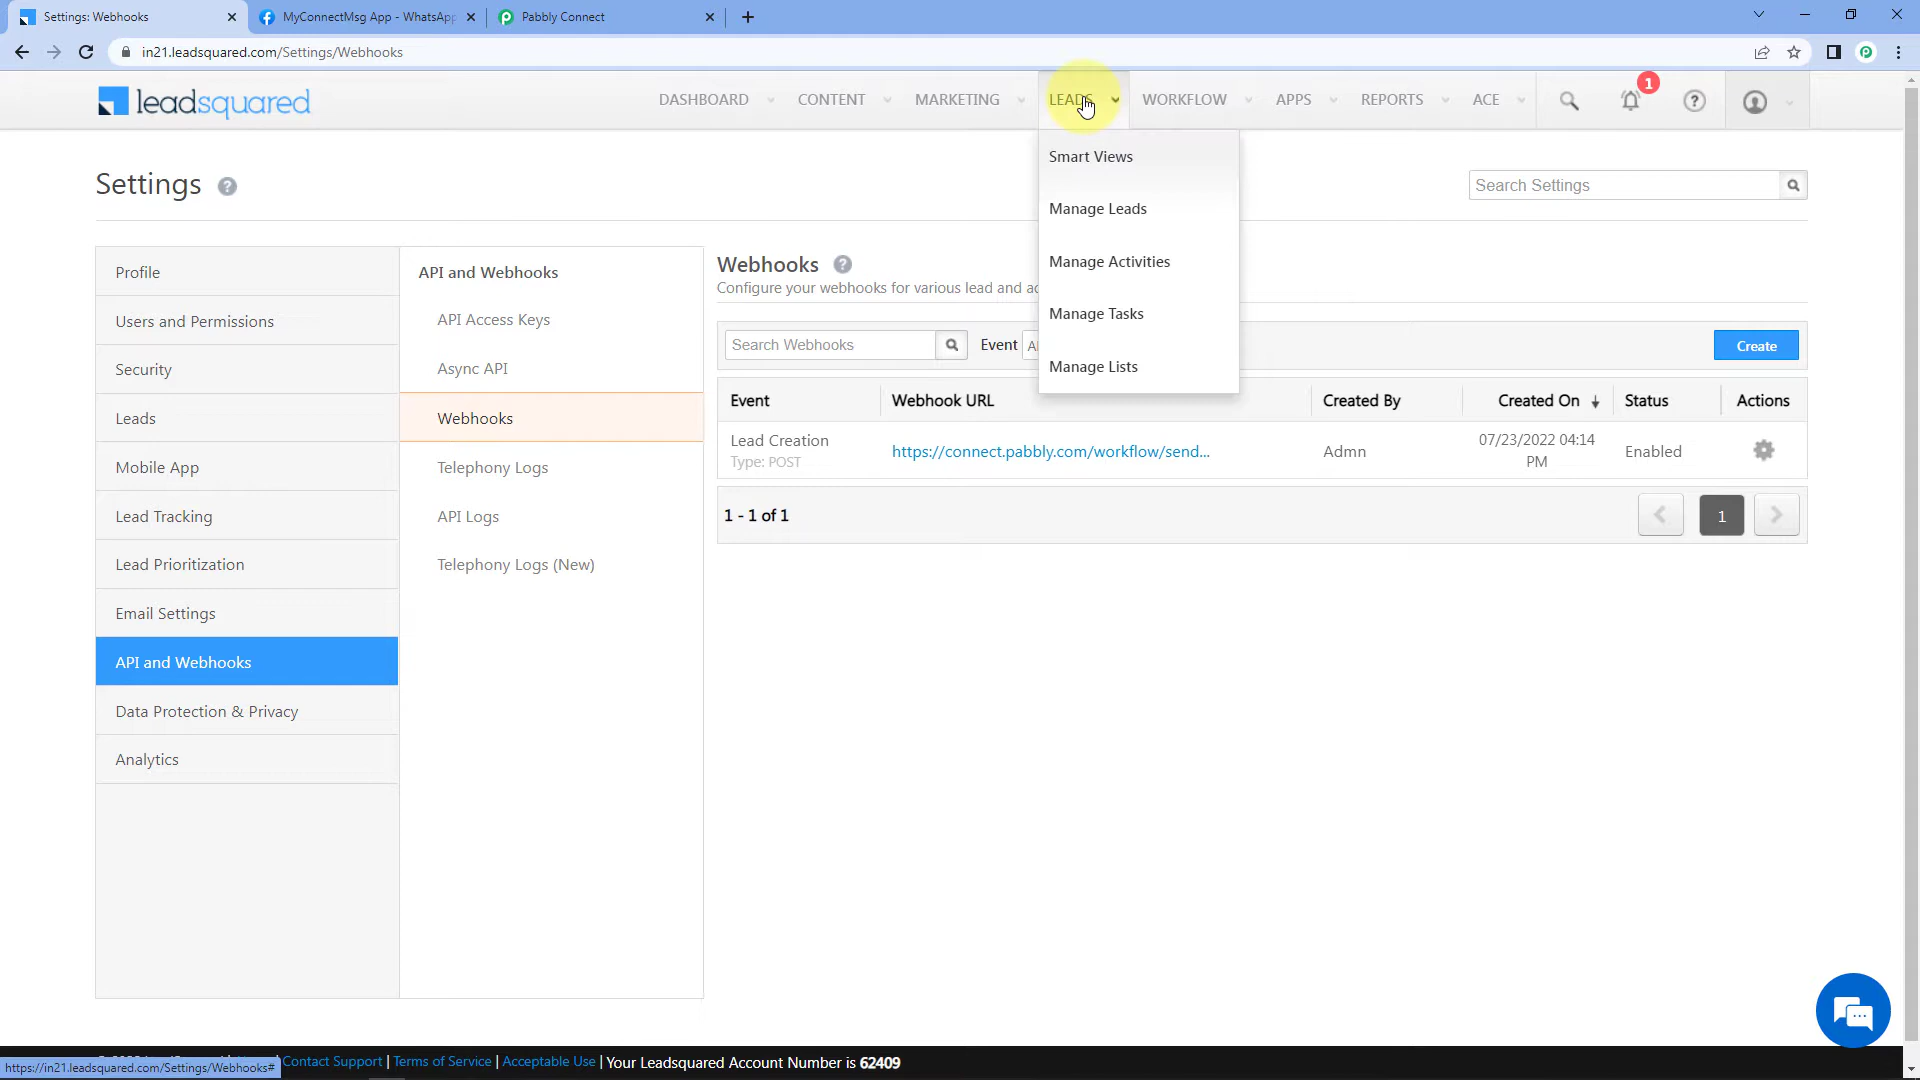 Settings: Webhooks
MyConnectMsg App - WhatsApp
Pabbly Connect
in21.leadsquared.com/Settings/Webhooks
leadsquared
DASHBOARD
CONTENT
MARKETING
LEADS
WORKFLOW
APPS
REPORTS
ACE
1
Smart Views
Manage Leads
Manage Activities
Manage Tasks
Manage Lists
Settings
Search Settings
Profile
Users and Permissions
Security
Leads
Mobile App
Lead Tracking
Lead Prioritization
Email Settings
API and Webhooks
Data Protection & Privacy
Analytics
API and Webhooks
API Access Keys
Async API
Webhooks
Telephony Logs
API Logs
Telephony Logs (New)
Webhooks
Configure your webhooks for various lead and
Search Webhooks
Event
Create
Event
Webhook URL
Created By
Created On
Status
Actions
Lead Creation
Type: POST
https://connect.pabbly.com/workflow/send...
Admn
07/23/2022 04:14
PM
Enabled
1 - 1 of 1
1
Contact Support | Terms of Service | Acceptable Use | Your Leadsquared Account Number is 62409
https://in21.leadsquared.com/Settings/Webhooks#